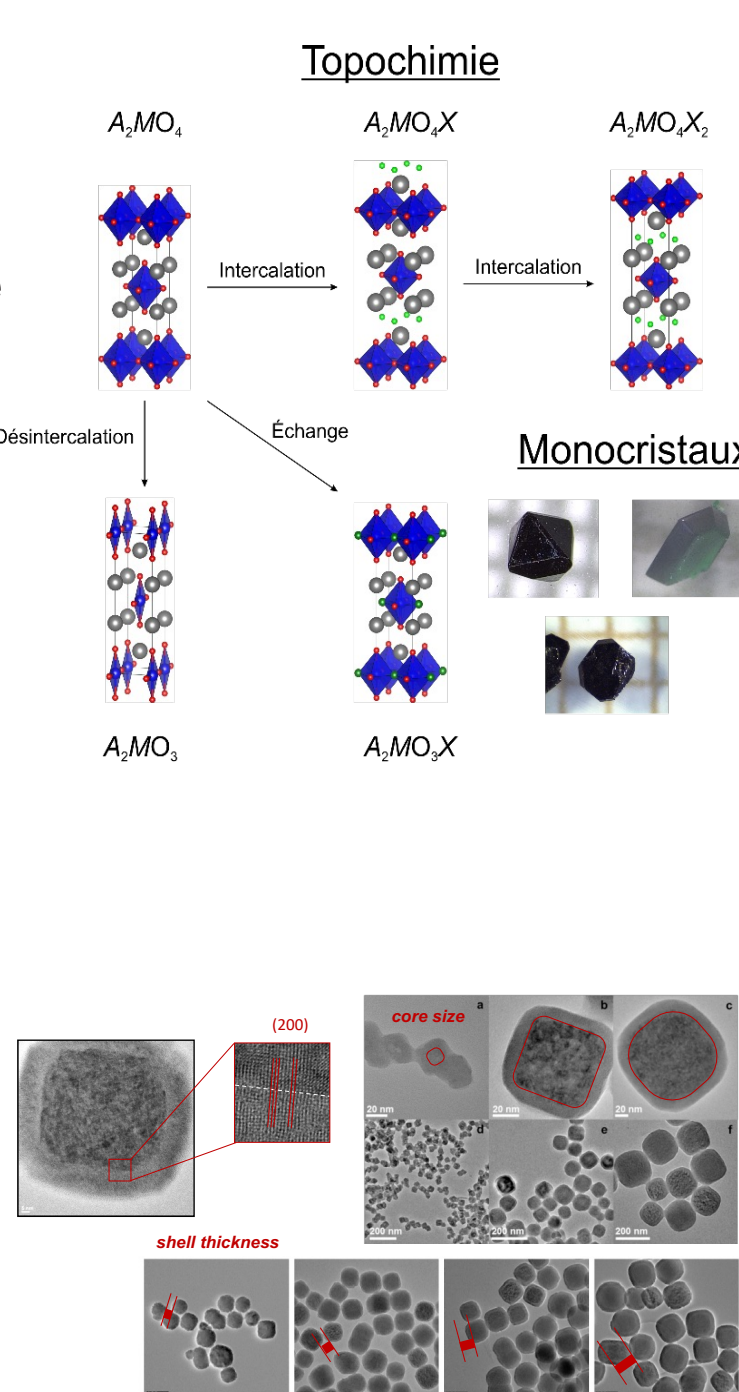 Topochimie
A₂MO₄
A₂MO₄X
A₂MO₄X₂
Intercalation
Intercalation
Désintercalation
Échange
Monocristaux
A₂MO₃
A₂MO₃X
(200)
core size
a
b
c
20 nm
20 nm
20 nm
d
e
f
200 nm
200 nm
200 nm
shell thickness